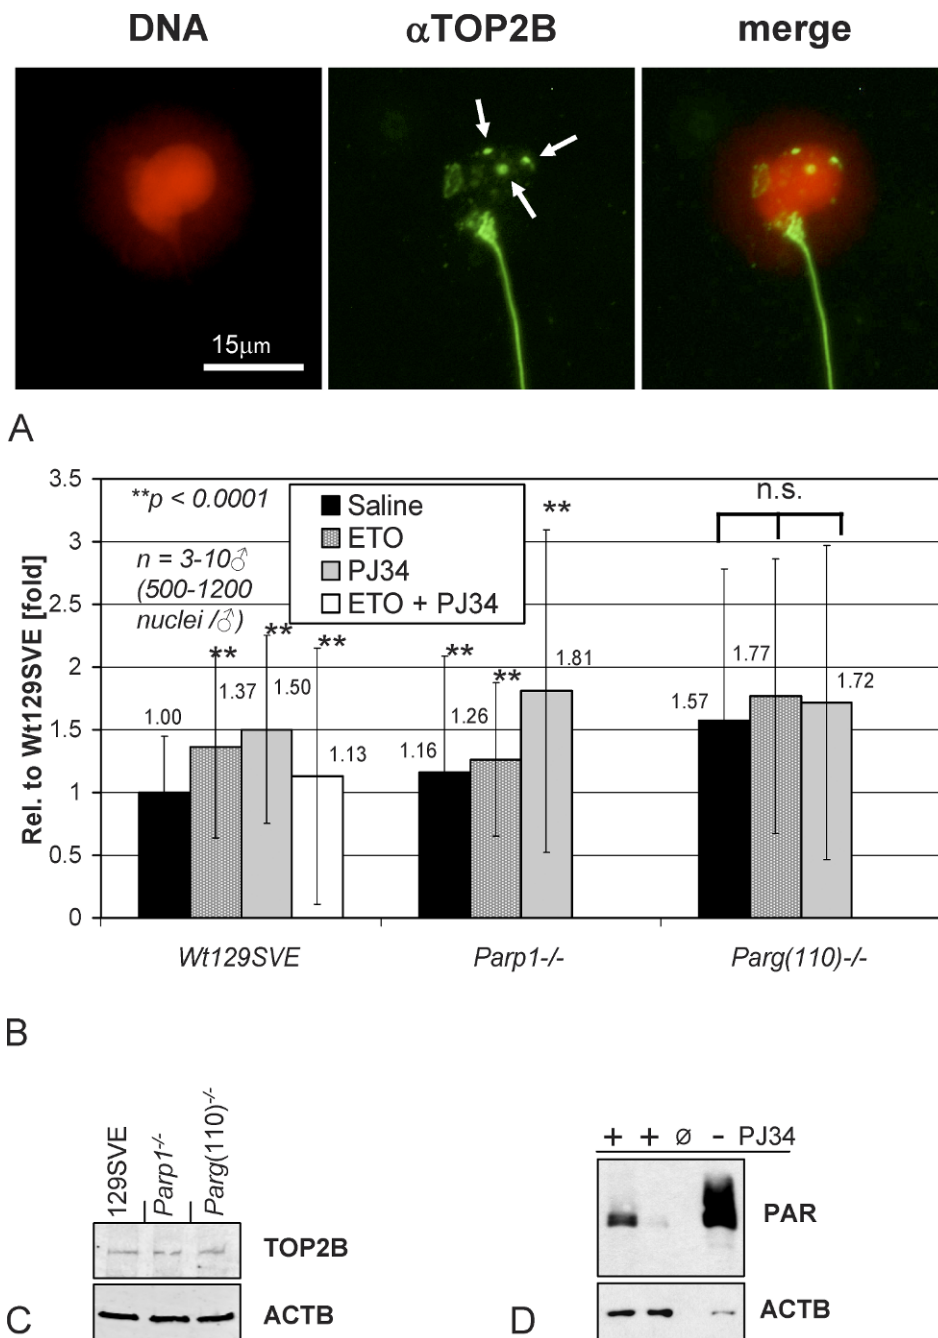 DNA
αTOP2B
merge
15μm
A
Rel. to Wt129SVE [fold]
3.5
3
2.5
2
1.5
1
0.5
0
**p < 0.0001
n = 3-10♂
(500-1200
nuclei /♂)
Saline
ETO
PJ34
ETO + PJ34
**
**
**
**
**
**
n.s.
1.00
1.37
1.50
1.13
1.16
1.26
1.81
1.57
1.77
1.72
Wt129SVE
Parp1-/-
Parg(110)-/-
B
129SVE
Parp1-/-
Parg(110)-/-
TOP2B
ACTB
C
+ + ∅ - PJ34
PAR
ACTB
D